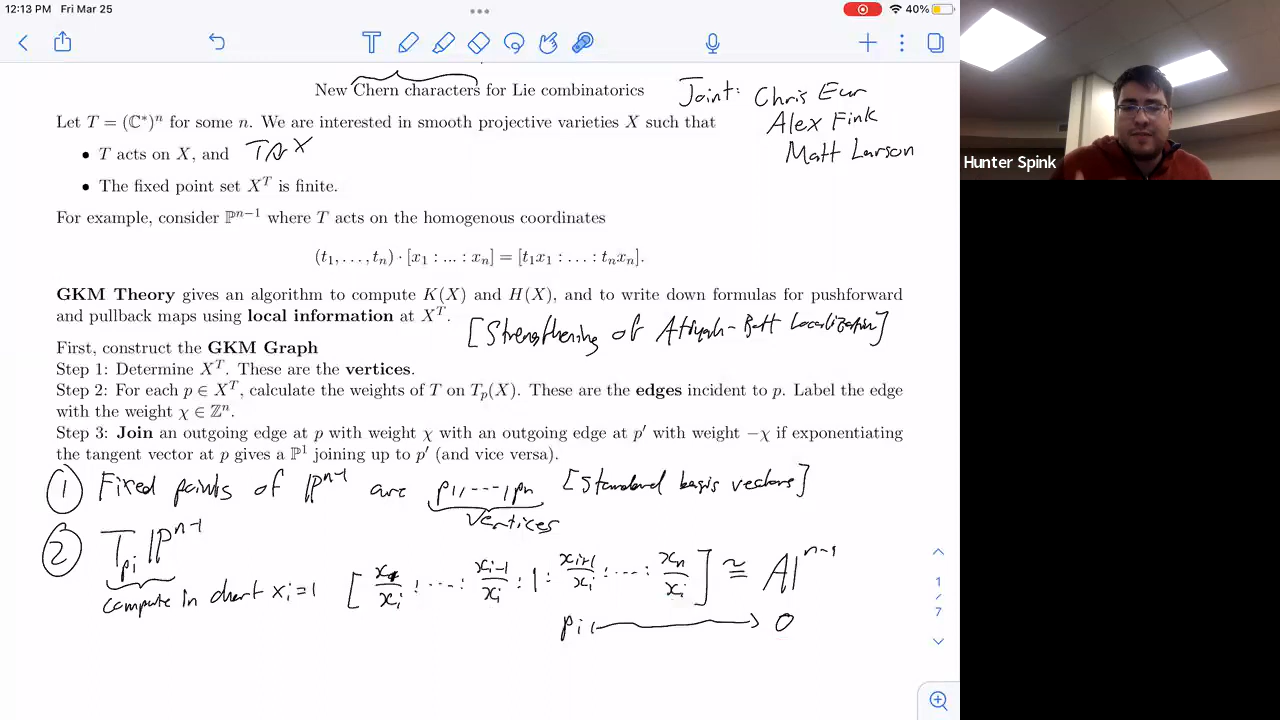 12:13 PM Fri Mar 25
40%
New Chern characters for Lie combinatorics
Joint: Chris Eur
Alex Fink
Matt Larson
Let T = (ℂ*)ⁿ for some n. We are interested in smooth projective varieties X such that
• T acts on X, and T↷X
• The fixed point set Xᵀ is finite.
For example, consider ℙⁿ⁻¹ where T acts on the homogenous coordinates
(t₁, . . . , tₙ) · [x₁ : ... : xₙ] = [t₁x₁ : . . . : tₙxₙ].
GKM Theory gives an algorithm to compute K(X) and H(X), and to write down formulas for pushforward
and pullback maps using local information at Xᵀ.
[Strengthening of Atiyah-Bott Localization]
First, construct the GKM Graph
Step 1: Determine Xᵀ. These are the vertices.
Step 2: For each p ∈ Xᵀ, calculate the weights of T on Tₚ(X). These are the edges incident to p. Label the edge
with the weight χ ∈ ℤⁿ.
Step 3: Join an outgoing edge at p with weight χ with an outgoing edge at p′ with weight −χ if exponentiating
the tangent vector at p gives a ℙ¹ joining up to p′ (and vice versa).
① Fixed points of ℙⁿ⁻¹ are p₁, ..., pₙ [Standard basis vectors]
vertices
② T_{pᵢ} ℙⁿ⁻¹
compute in chart xᵢ=1 [x₁/xᵢ : ... : xᵢ₋₁/xᵢ : 1 : xᵢ₊₁/xᵢ : ... : xₙ/xᵢ] ≅ 𝔸ⁿ⁻¹
pᵢ ⟼ 0
1
/
7
Hunter Spink